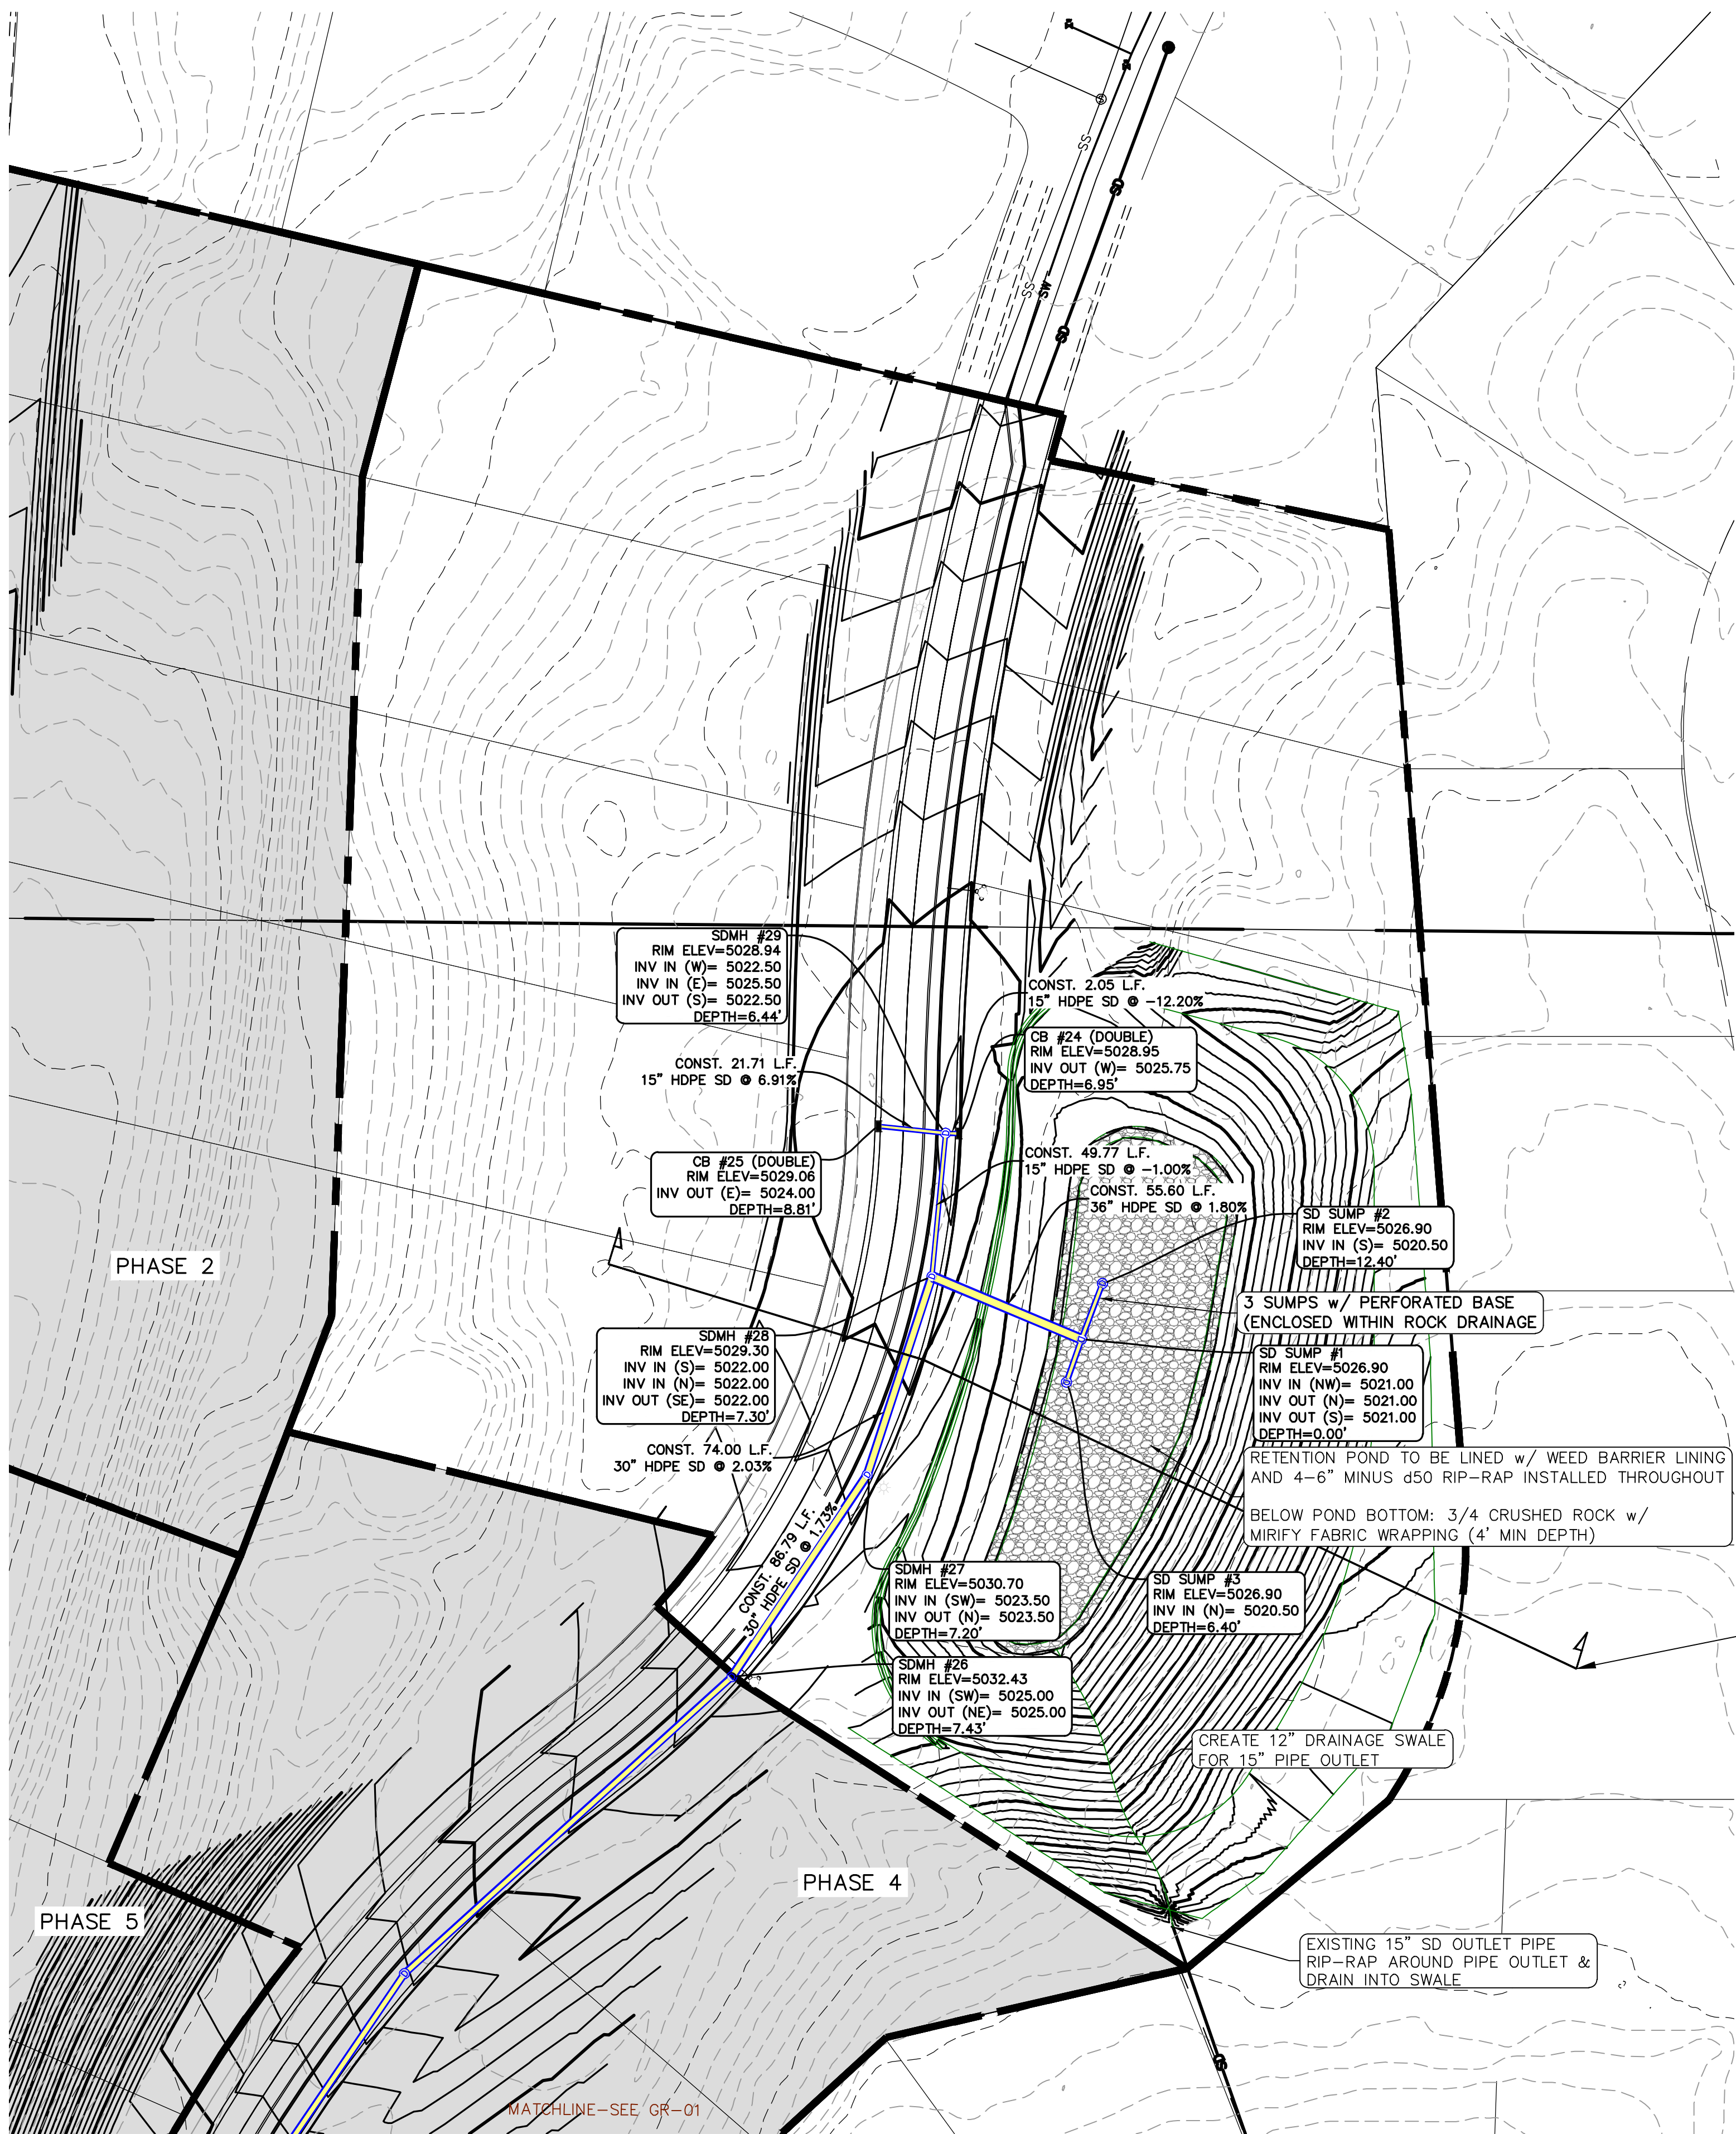 SS
SD
SS
SW
SD
SDMH #29
RIM ELEV=5028.94
INV IN (W)= 5022.50
INV IN (E)= 5025.50
INV OUT (S)= 5022.50
DEPTH=6.44'
CONST. 2.05 L.F.
15" HDPE SD @ -12.20%
CB #24 (DOUBLE)
RIM ELEV=5028.95
INV OUT (W)= 5025.75
DEPTH=6.95'
CONST. 21.71 L.F.
15" HDPE SD @ 6.91%
CB #25 (DOUBLE)
RIM ELEV=5029.06
INV OUT (E)= 5024.00
DEPTH=8.81'
CONST. 49.77 L.F.
15" HDPE SD @ -1.00%
CONST. 55.60 L.F.
36" HDPE SD @ 1.80%
SD SUMP #2
RIM ELEV=5026.90
INV IN (S)= 5020.50
DEPTH=12.40'
PHASE 2
3 SUMPS w/ PERFORATED BASE
(ENCLOSED WITHIN ROCK DRAINAGE
SDMH #28
RIM ELEV=5029.30
INV IN (S)= 5022.00
INV IN (N)= 5022.00
INV OUT (SE)= 5022.00
DEPTH=7.30'
SD SUMP #1
RIM ELEV=5026.90
INV IN (NW)= 5021.00
INV OUT (N)= 5021.00
INV OUT (S)= 5021.00
DEPTH=0.00'
CONST. 74.00 L.F.
30" HDPE SD @ 2.03%
RETENTION POND TO BE LINED w/ WEED BARRIER LINING
AND 4-6" MINUS d50 RIP-RAP INSTALLED THROUGHOUT
BELOW POND BOTTOM: 3/4 CRUSHED ROCK w/
MIRIFY FABRIC WRAPPING (4' MIN DEPTH)
CONST. 86.79 L.F.
30" HDPE SD @ 1.73%
SDMH #27
RIM ELEV=5030.70
INV IN (SW)= 5023.50
INV OUT (N)= 5023.50
DEPTH=7.20'
SD SUMP #3
RIM ELEV=5026.90
INV IN (N)= 5020.50
DEPTH=6.40'
SDMH #26
RIM ELEV=5032.43
INV IN (SW)= 5025.00
INV OUT (NE)= 5025.00
DEPTH=7.43'
CREATE 12" DRAINAGE SWALE
FOR 15" PIPE OUTLET
PHASE 4
PHASE 5
EXISTING 15" SD OUTLET PIPE
RIP-RAP AROUND PIPE OUTLET &
DRAIN INTO SWALE
SD
MATCHLINE-SEE GR-01